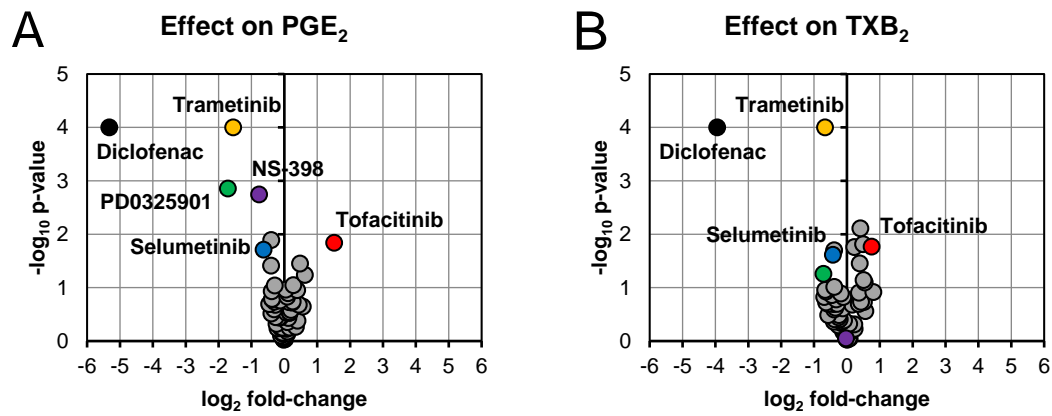 A
Effect on PGE₂
5
4
3
2
1
0
-log₁₀ p-value
Trametinib
Diclofenac
NS-398
PD0325901
Tofacitinib
Selumetinib
-6 -5 -4 -3 -2 -1 0 1 2 3 4 5 6
log₂ fold-change
B
Effect on TXB₂
5
4
3
2
1
0
-log₁₀ p-value
Trametinib
Diclofenac
Tofacitinib
Selumetinib
-6 -5 -4 -3 -2 -1 0 1 2 3 4 5 6
log₂ fold-change